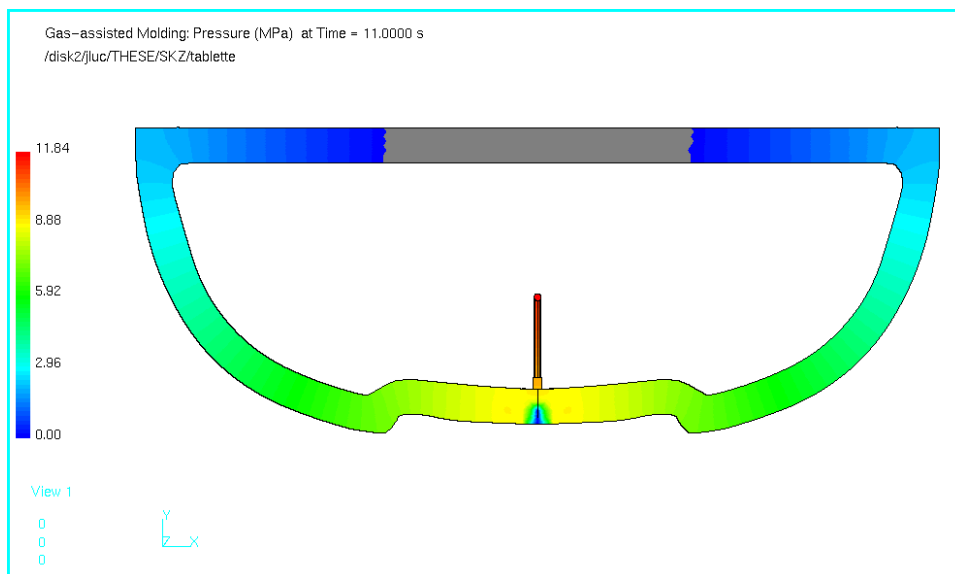 Gas-assisted Molding: Pressure (MPa) at Time = 11.0000 s
/disk2/jluc/THESE/SKZ/tablette
11.84
8.88
5.92
2.96
0.00
View 1
0
0
0
Y
Z X